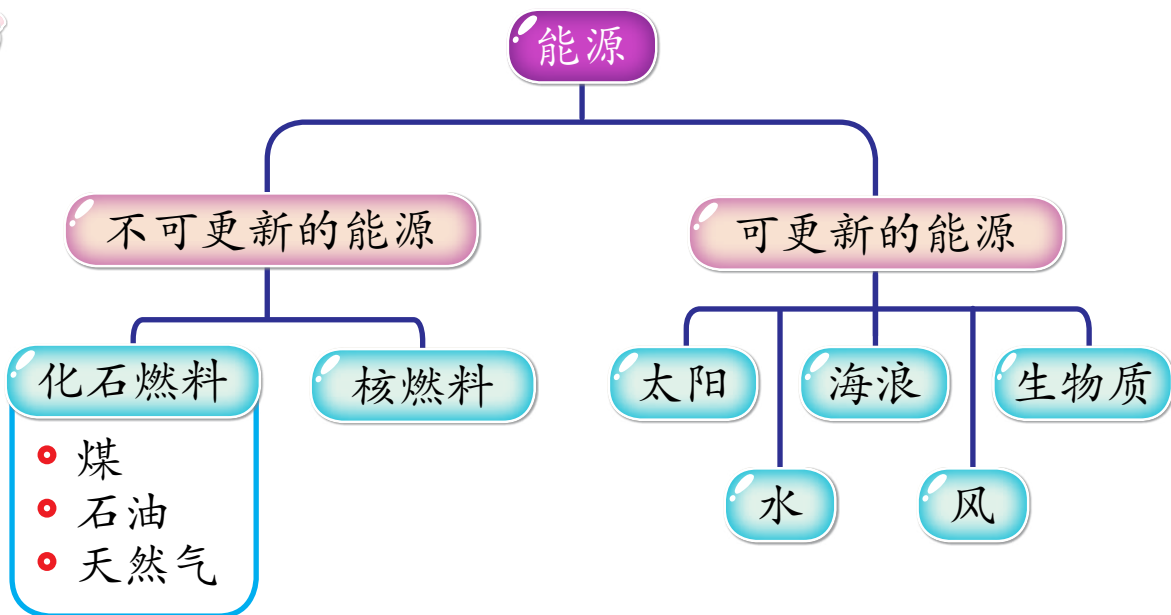 能源
不可更新的能源
可更新的能源
化石燃料
核燃料
太阳
海浪
生物质
煤
石油
天然气
水
风